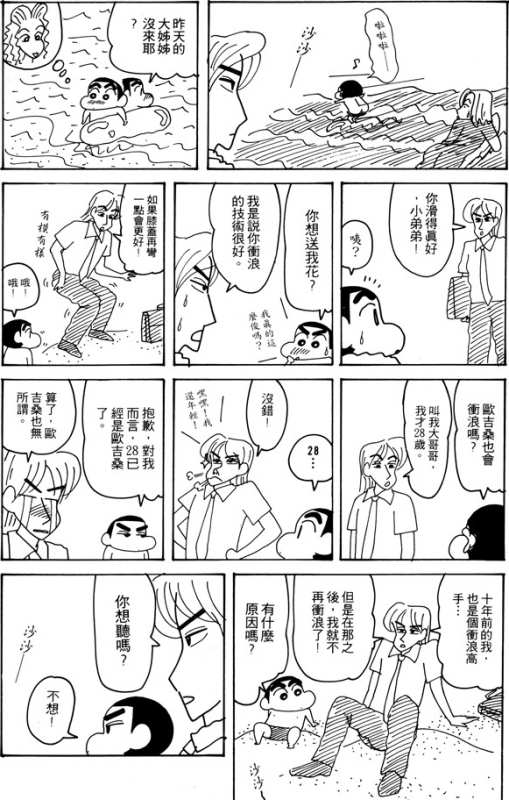 啦啦啦…
沙沙
昨天的
大姊姊
沒來耶
？
你滑得真好
，小弟弟！
咦？
你想送我花？
我真的這
麼俊嗎？
我是說你衝浪
的技術很好。
如果膝蓋再彎
一點會更好！
有模有樣
哦！
哦！
歐吉桑也會
衝浪嗎？
叫我大哥哥，
我才28歲。
28…
沒錯！
嘿嘿！我
還年輕！
抱歉，對我
而言，28已
經是歐吉桑
了。
算了，歐
吉桑也無
所謂。
十年前的我，
也是個衝浪高
手…
但是在那之
後，我就不
再衝浪了！
有什麼
原因嗎？
沙沙
你想聽嗎？
不想！
沙沙